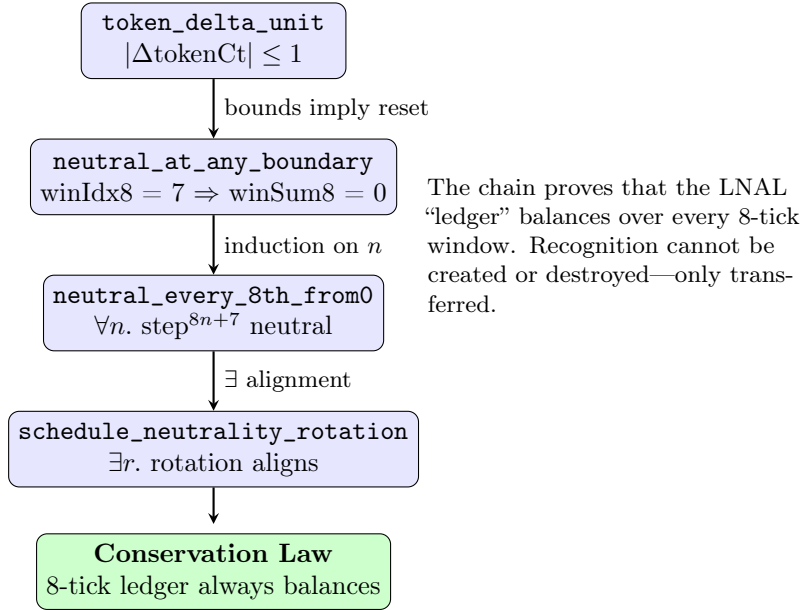 token_delta_unit
|ΔtokenCt| ≤ 1
bounds imply reset
neutral_at_any_boundary
winIdx8 = 7 ⇒ winSum8 = 0
The chain proves that the LNAL
“ledger” balances over every 8-tick
window. Recognition cannot be
created or destroyed—only trans-
ferred.
induction on n
neutral_every_8th_from0
∀n. step⁸ⁿ⁺⁷ neutral
∃ alignment
schedule_neutrality_rotation
∃r. rotation aligns
Conservation Law
8-tick ledger always balances